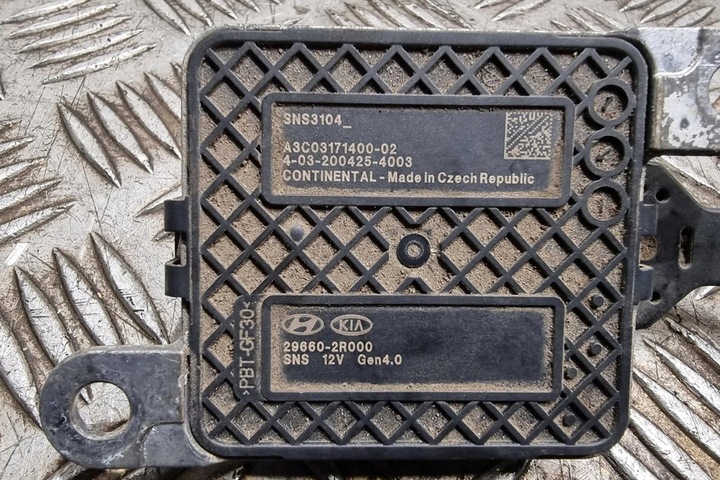 SNS3104_
A3C03171400-02
4-03-200425-4003
CONTINENTAL - Made in Czech Republic
KIA
29660-2R000
SNS 12V Gen4.0
>PBT-GF30<